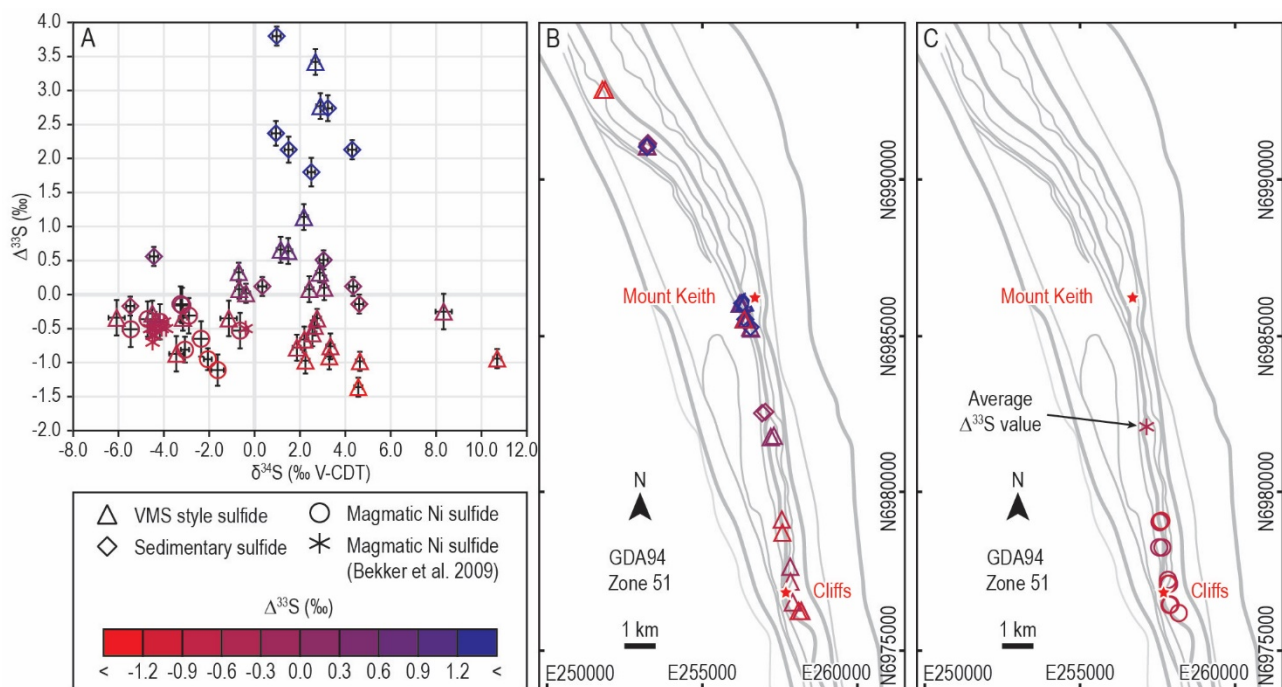 A
Δ³³S (‰)
4.0
3.5
3.0
2.5
2.0
1.5
1.0
0.5
0.0
-0.5
-1.0
-1.5
-2.0
-8.0 -6.0 -4.0 -2.0 0.0 2.0 4.0 6.0 8.0 10.0 12.0
δ³⁴S (‰ V-CDT)
VMS style sulfide
Sedimentary sulfide
Magmatic Ni sulfide
Magmatic Ni sulfide
(Bekker et al. 2009)
Δ³³S (‰)
< -1.2 -0.9 -0.6 -0.3 0.0 0.3 0.6 0.9 1.2 <
B
N6990000
Mount Keith
N6985000
N
N6980000
GDA94
Zone 51
Cliffs
1 km
N6975000
E250000 E255000 E260000
C
N6990000
Mount Keith
N6985000
Average
Δ³³S value
N
N6980000
GDA94
Zone 51
Cliffs
1 km
N6975000
E250000 E255000 E260000